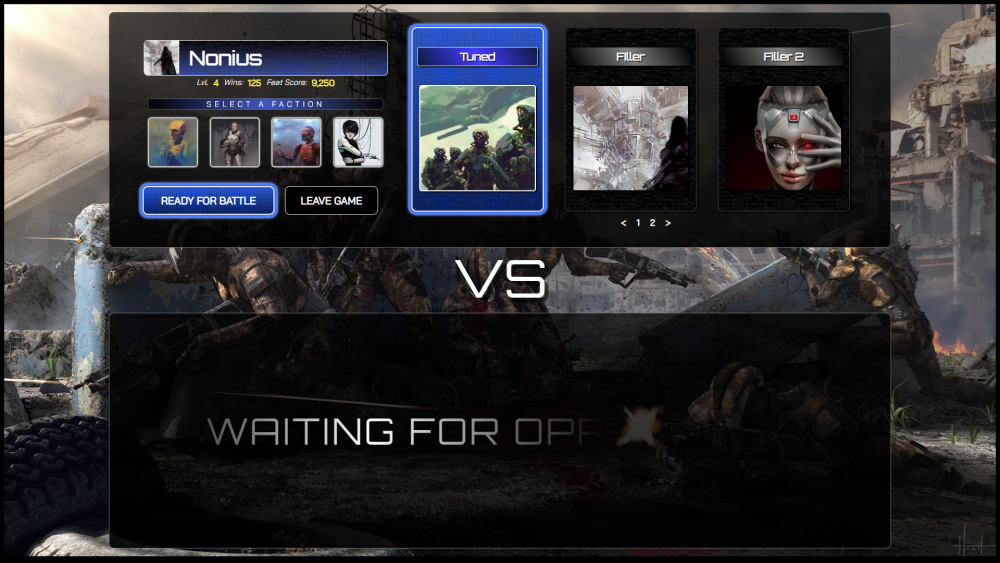 Nonius
Lvl. 4 Wins: 125 Feat Score: 9,250
SELECT A FACTION
READY FOR BATTLE
LEAVE GAME
Tuned
Filler
Filler 2
< 1 2 >
VS
WAITING FOR OPP